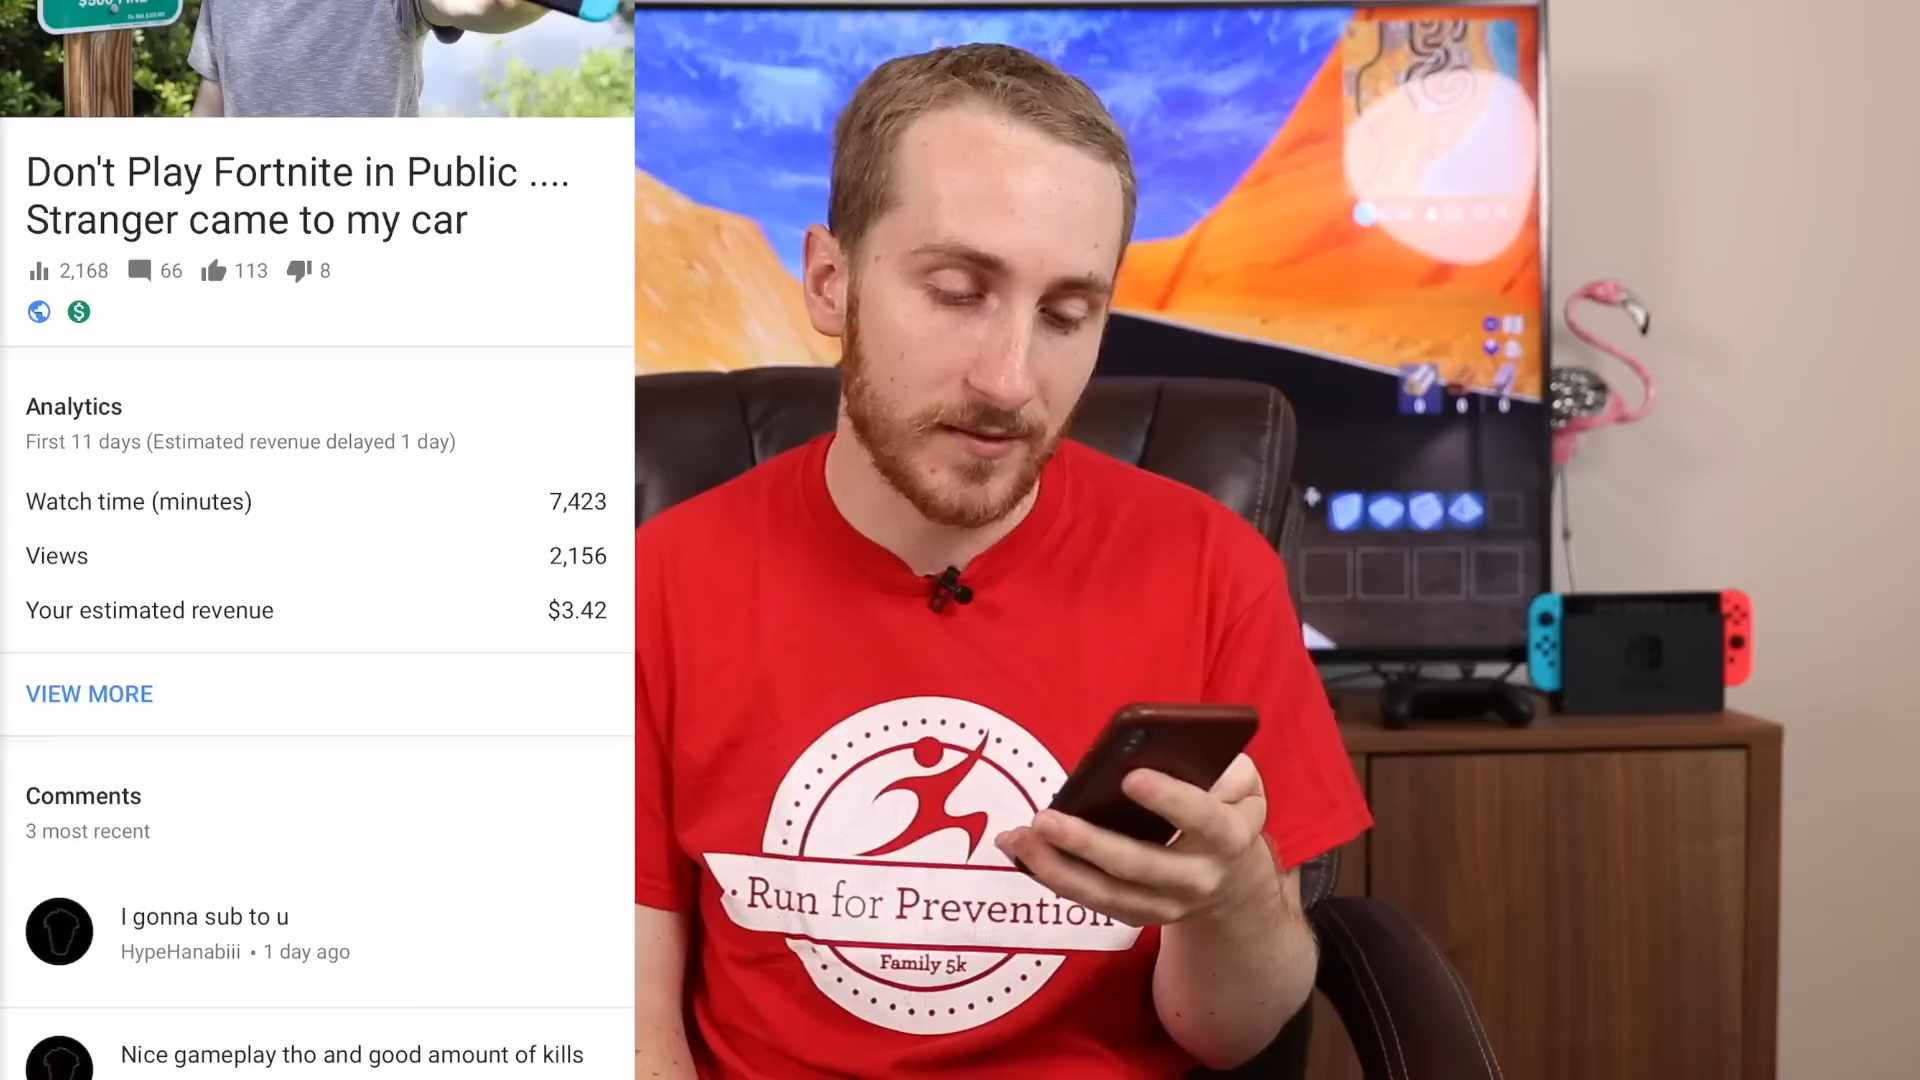 $500 FINE
Don't Play Fortnite in Public ....
Stranger came to my car
2,168 66 113 8
Analytics
First 11 days (Estimated revenue delayed 1 day)
Watch time (minutes) 7,423
Views 2,156
Your estimated revenue $3.42
VIEW MORE
Comments
3 most recent
I gonna sub to u
HypeHanabiii • 1 day ago
Nice gameplay tho and good amount of kills
Run for Prevention
Family 5k